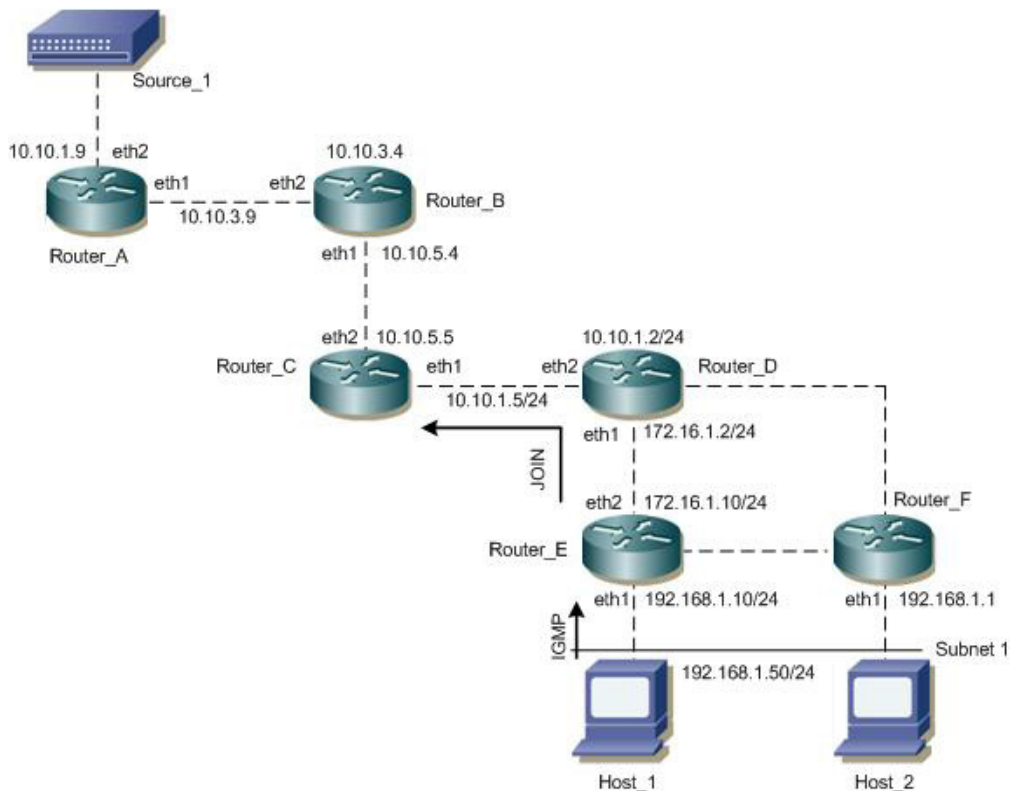 Source_1
10.10.1.9 eth2 10.10.3.4
eth1 eth2 Router_B
10.10.3.9
Router_A eth1 10.10.5.4
eth2 10.10.5.5 10.10.1.2/24
Router_C eth1 eth2 Router_D
10.10.1.5/24
eth1 172.16.1.2/24
JOIN
eth2 172.16.1.10/24 Router_F
Router_E
eth1 192.168.1.10/24 eth1 192.168.1.1
IGMP
Subnet 1
192.168.1.50/24
Host_1 Host_2